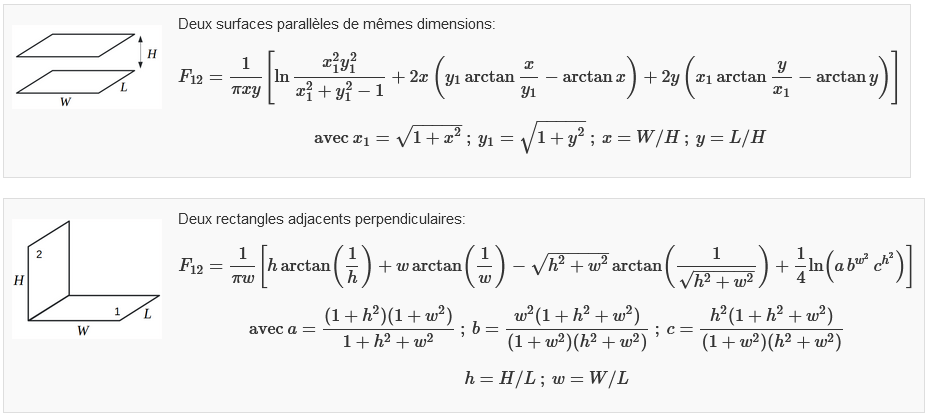 Deux surfaces parallèles de mêmes dimensions:
H
L
W
F₁₂ = 1/(πxy) [ ln (x₁²y₁²)/(x₁² + y₁² − 1) + 2x ( y₁ arctan x/y₁ − arctan x ) + 2y ( x₁ arctan y/x₁ − arctan y ) ]
avec x₁ = √(1 + x²) ; y₁ = √(1 + y²) ; x = W/H ; y = L/H
Deux rectangles adjacents perpendiculaires:
2
H
1
L
W
F₁₂ = 1/(πw) [ h arctan(1/h) + w arctan(1/w) − √(h² + w²) arctan( 1/√(h² + w²) ) + 1/4 ln( a b^(w²) c^(h²) ) ]
avec a = (1 + h²)(1 + w²)/(1 + h² + w²) ; b = w²(1 + h² + w²)/((1 + w²)(h² + w²)) ; c = h²(1 + h² + w²)/((1 + w²)(h² + w²))
h = H/L ; w = W/L